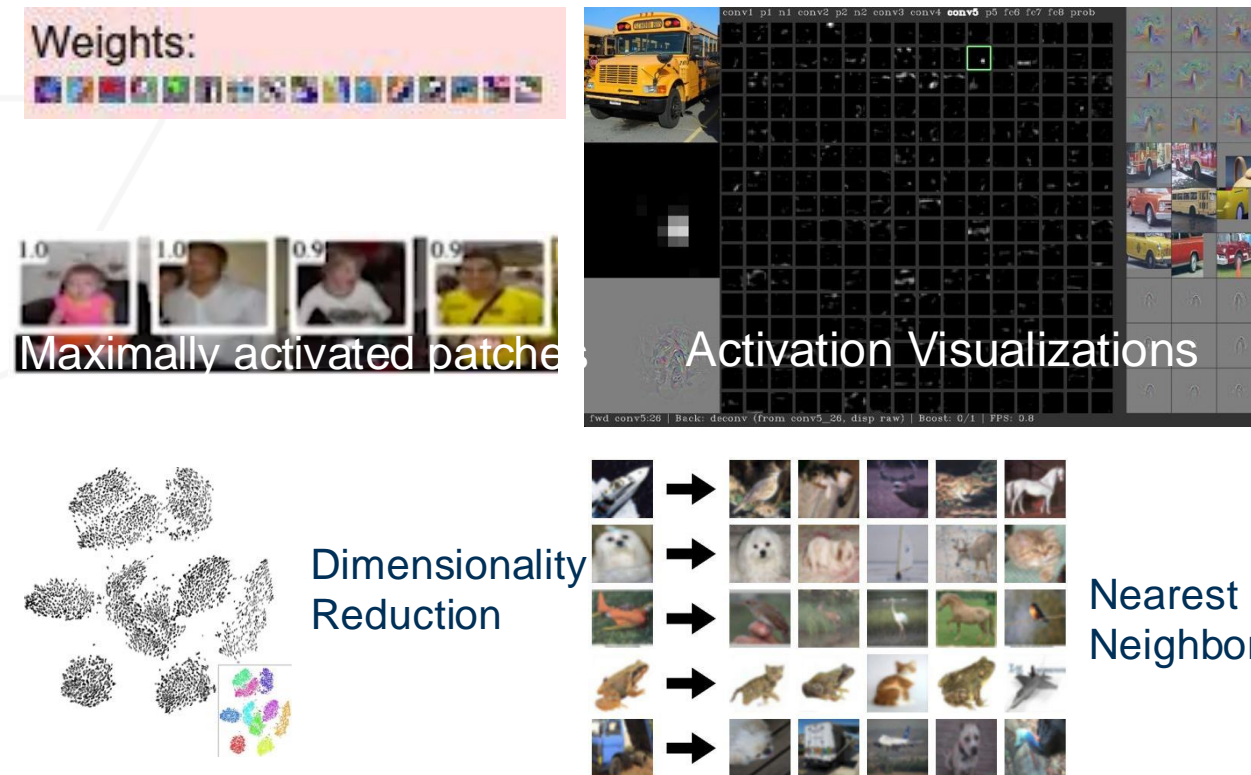 Weights:
conv1 p1 n1 conv2 p2 n2 conv3 conv4 conv5 p5 fc6 fc7 fc8 prob
1.0 1.0 0.9 0.9
Maximally activated patches
Activation Visualizations
fwd conv5:26 | Back: deconv (from conv5_26, disp raw) | Boost: 0/1 | FPS: 0.8
Dimensionality
Reduction
Nearest
Neighbor